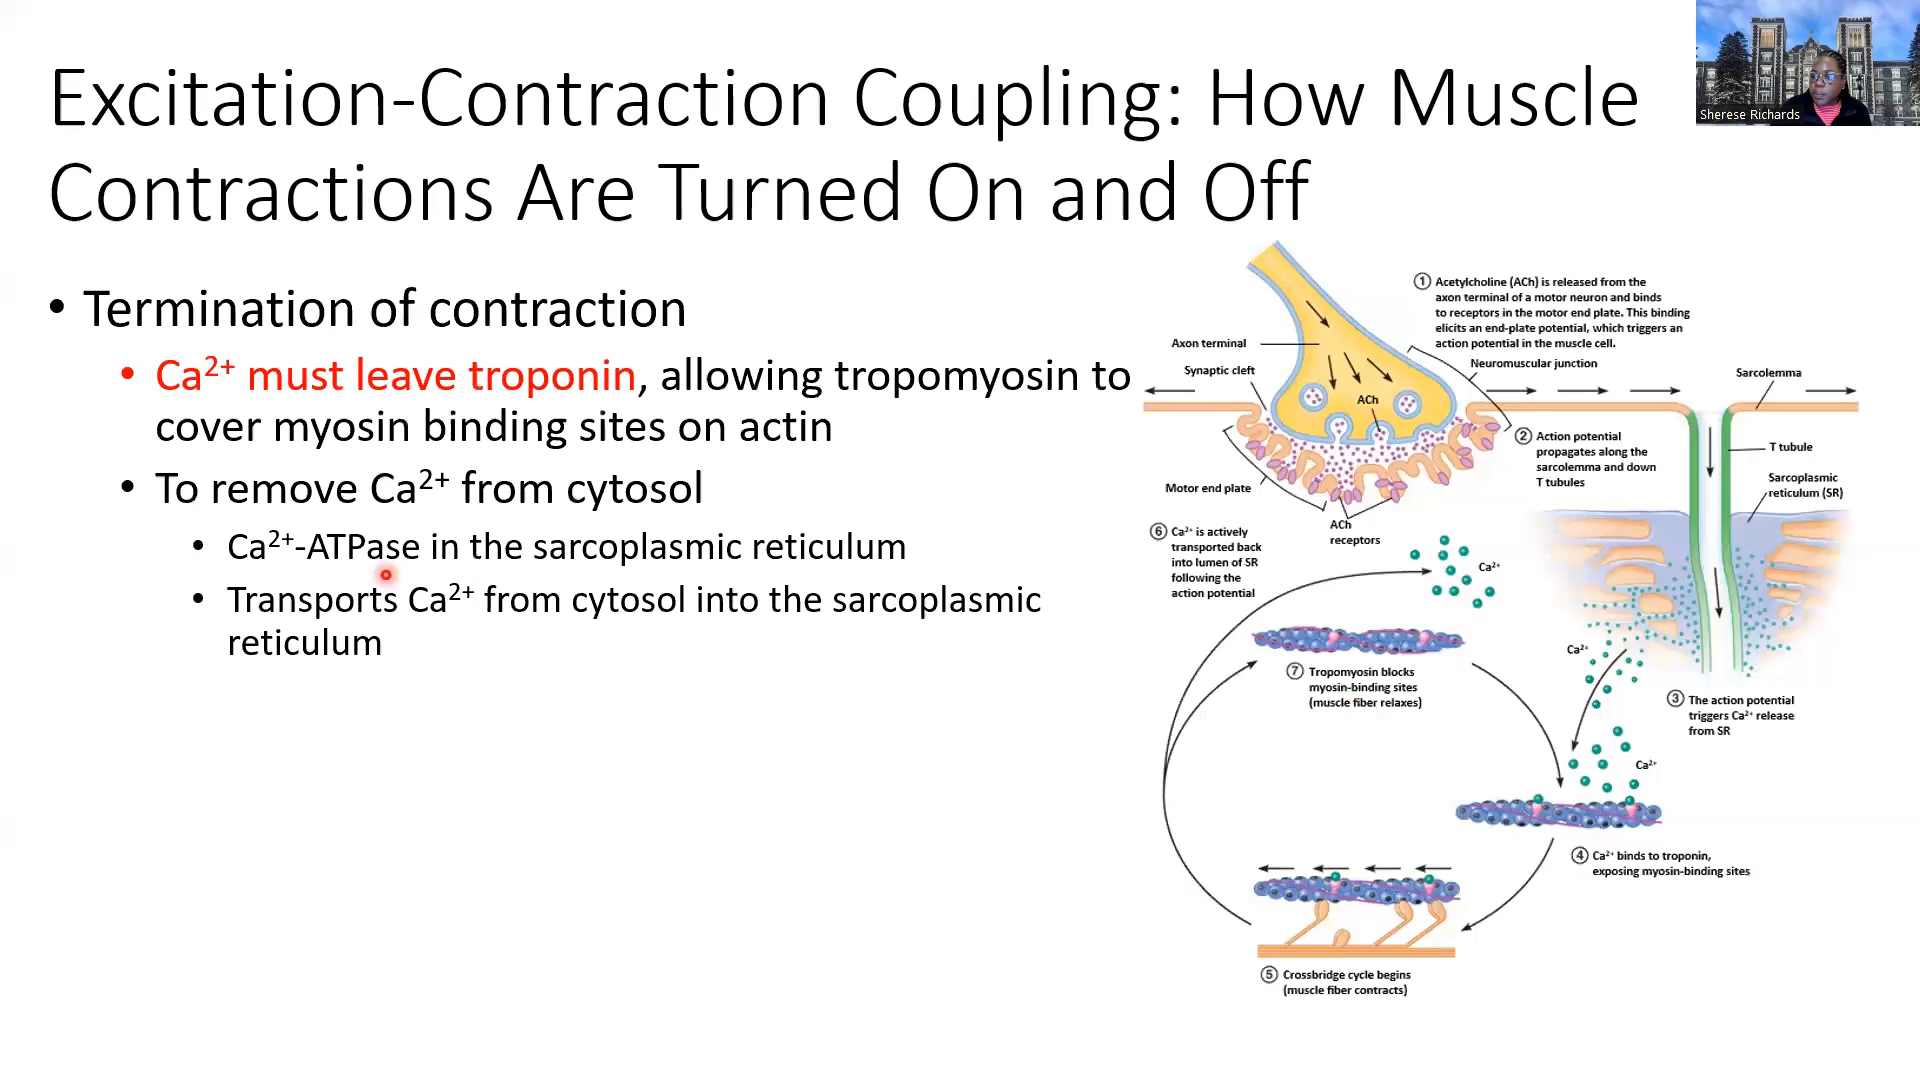 Excitation-Contraction Coupling: How Muscle
Contractions Are Turned On and Off
Sherese Richards
• Termination of contraction
• Ca²⁺ must leave troponin, allowing tropomyosin to
cover myosin binding sites on actin
• To remove Ca²⁺ from cytosol
• Ca²⁺-ATPase in the sarcoplasmic reticulum
• Transports Ca²⁺ from cytosol into the sarcoplasmic
reticulum
① Acetylcholine (ACh) is released from the
axon terminal of a motor neuron and binds
to receptors in the motor end plate. This binding
elicits an end-plate potential, which triggers an
action potential in the muscle cell.
Axon terminal
Neuromuscular junction
Synaptic cleft
Sarcolemma
ACh
② Action potential
propagates along the
sarcolemma and down
T tubules
T tubule
Sarcoplasmic
reticulum (SR)
Motor end plate
ACh
receptors
⑥ Ca²⁺ is actively
transported back
into lumen of SR
following the
action potential
Ca²⁺
Ca²⁺
⑦ Tropomyosin blocks
myosin-binding sites
(muscle fiber relaxes)
③ The action potential
triggers Ca²⁺ release
from SR
Ca²⁺
④ Ca²⁺ binds to troponin,
exposing myosin-binding sites
⑤ Crossbridge cycle begins
(muscle fiber contracts)